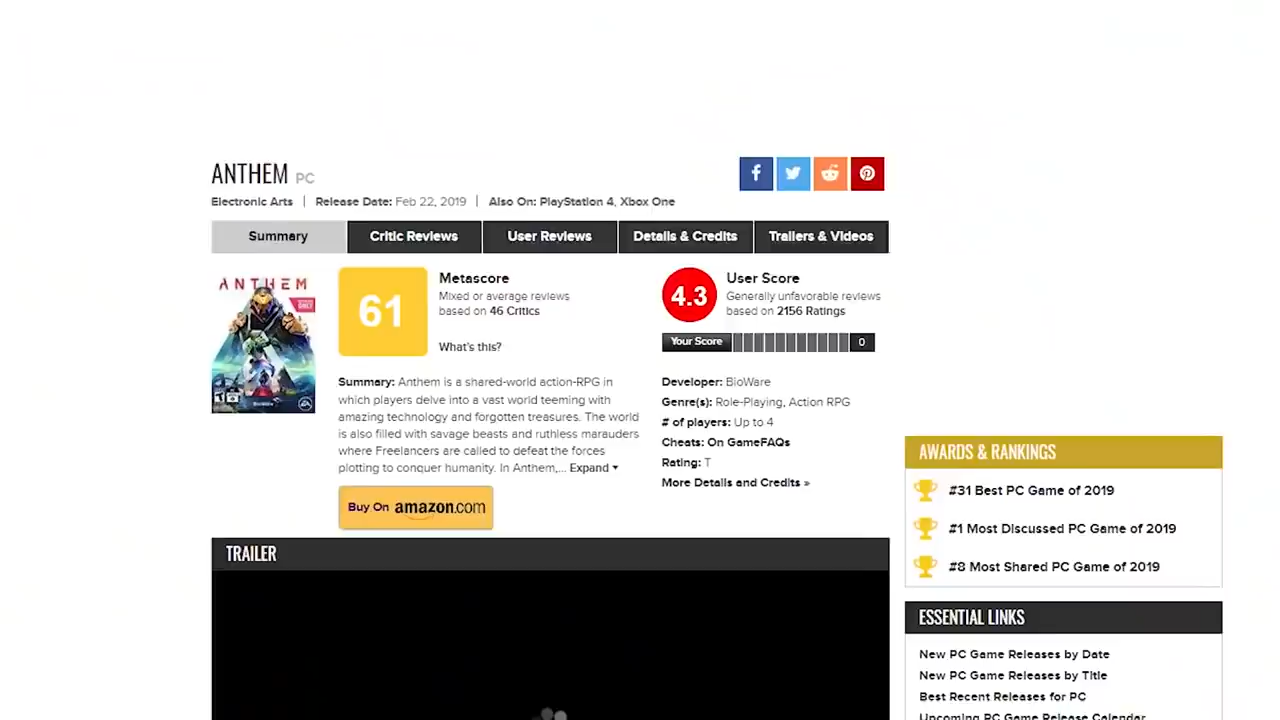 ANTHEM PC
Electronic Arts | Release Date: Feb 22, 2019 | Also On: PlayStation 4, Xbox One
Summary
Critic Reviews
User Reviews
Details & Credits
Trailers & Videos
ANTHEM
61
Metascore
Mixed or average reviews
based on 46 Critics
What's this?
4.3
User Score
Generally unfavorable reviews
based on 2156 Ratings
Your Score
0
Summary: Anthem is a shared-world action-RPG in
which players delve into a vast world teeming with
amazing technology and forgotten treasures. The world
is also filled with savage beasts and ruthless marauders
where Freelancers are called to defeat the forces
plotting to conquer humanity. In Anthem,... Expand
Buy On amazon.com
Developer: BioWare
Genre(s): Role-Playing, Action RPG
# of players: Up to 4
Cheats: On GameFAQs
Rating: T
More Details and Credits »
TRAILER
AWARDS & RANKINGS
#31 Best PC Game of 2019
#1 Most Discussed PC Game of 2019
#8 Most Shared PC Game of 2019
ESSENTIAL LINKS
New PC Game Releases by Date
New PC Game Releases by Title
Best Recent Releases for PC
Upcoming PC Game Release Calendar